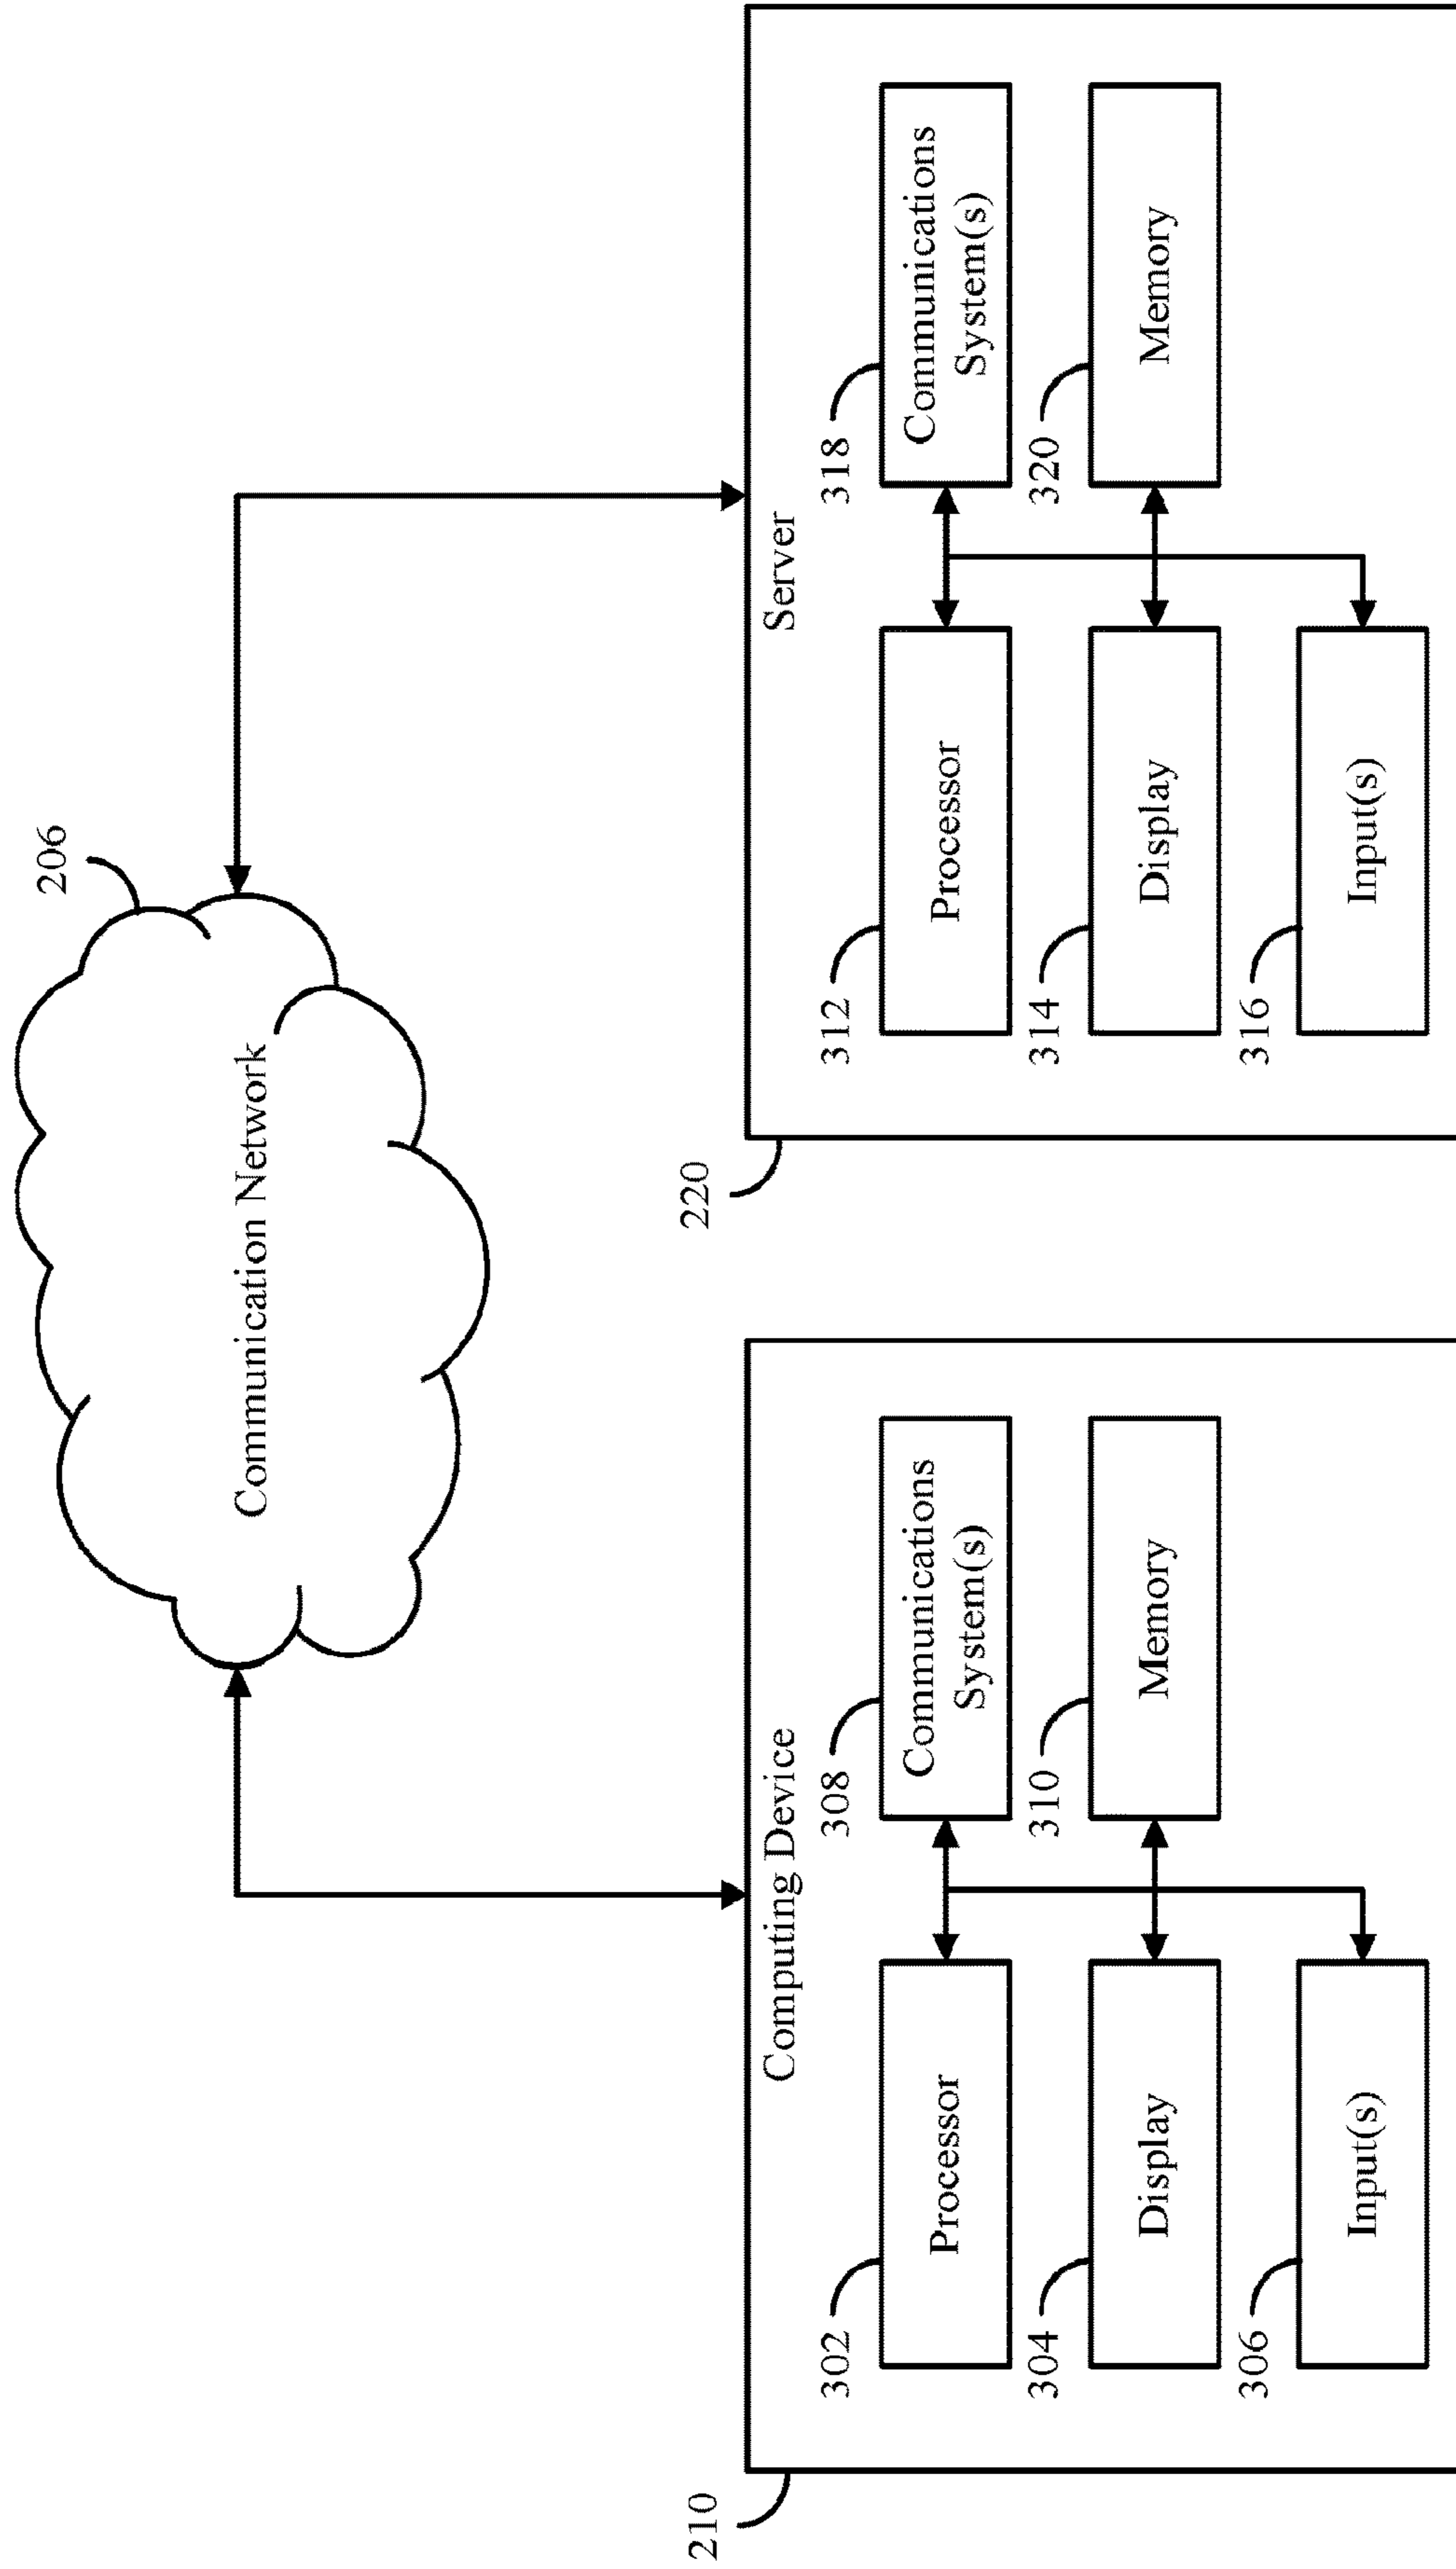 206
Communication Network
210
Computing Device
302
Processor
308
Communications
System(s)
304
Display
310
Memory
306
Input(s)
220
Server
312
Processor
318
Communications
System(s)
314
Display
320
Memory
316
Input(s)